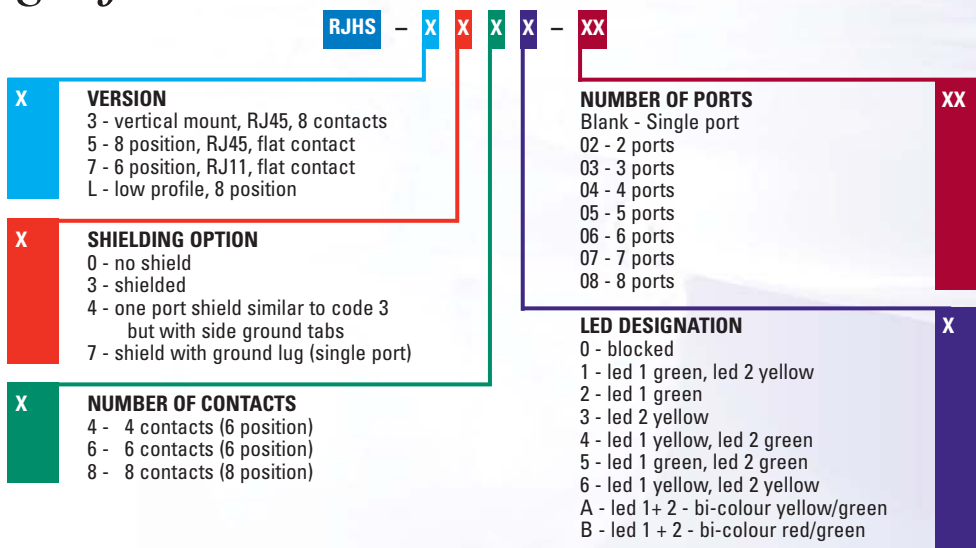 RJHS – X X X X – XX
X VERSION
3 - vertical mount, RJ45, 8 contacts
5 - 8 position, RJ45, flat contact
7 - 6 position, RJ11, flat contact
L - low profile, 8 position
X SHIELDING OPTION
0 - no shield
3 - shielded
4 - one port shield similar to code 3
but with side ground tabs
7 - shield with ground lug (single port)
X NUMBER OF CONTACTS
4 - 4 contacts (6 position)
6 - 6 contacts (6 position)
8 - 8 contacts (8 position)
NUMBER OF PORTS XX
Blank - Single port
02 - 2 ports
03 - 3 ports
04 - 4 ports
05 - 5 ports
06 - 6 ports
07 - 7 ports
08 - 8 ports
LED DESIGNATION X
0 - blocked
1 - led 1 green, led 2 yellow
2 - led 1 green
3 - led 2 yellow
4 - led 1 yellow, led 2 green
5 - led 1 green, led 2 green
6 - led 1 yellow, led 2 yellow
A - led 1+ 2 - bi-colour yellow/green
B - led 1 + 2 - bi-colour red/green